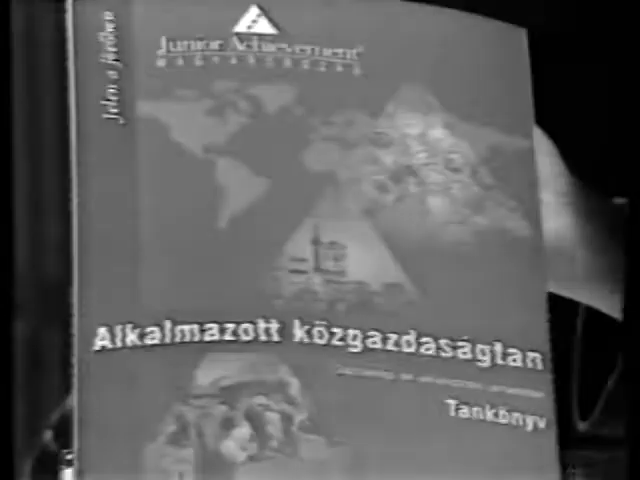 Jelen a jövőben
Junior Achievement
MAGYARORSZÁG
Alkalmazott közgazdaságtan
Tankönyv